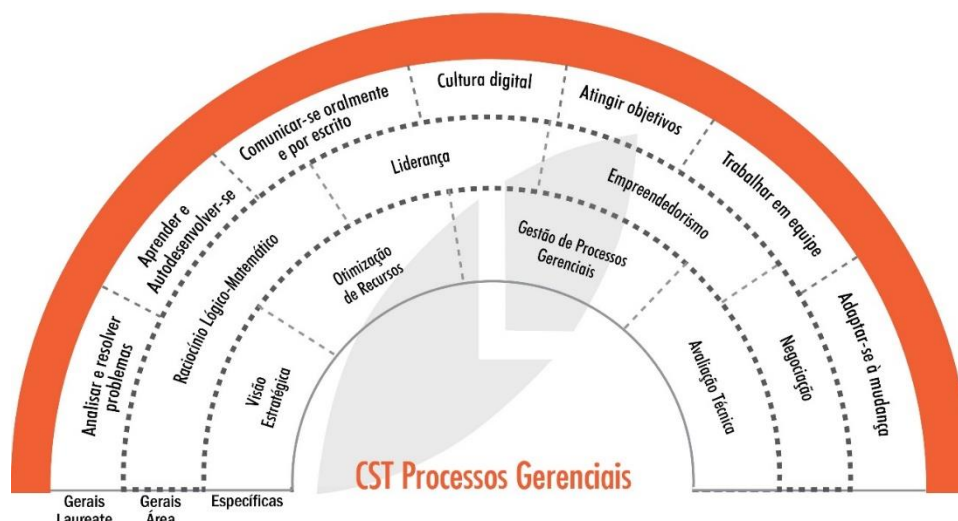 Analisar e resolver
problemas
Aprender e
Autodesenvolver-se
Comunicar-se oralmente
e por escrito
Cultura digital
Atingir objetivos
Trabalhar em equipe
Adaptar-se à mudança
Raciocínio Lógico-Matemático
Liderança
Empreendedorismo
Negociação
Visão
Estratégica
Otimização
de Recursos
Gestão de Processos
Gerenciais
Avaliação Técnica
CST Processos Gerenciais
Gerais
Laureate
Gerais
Área
Específicas